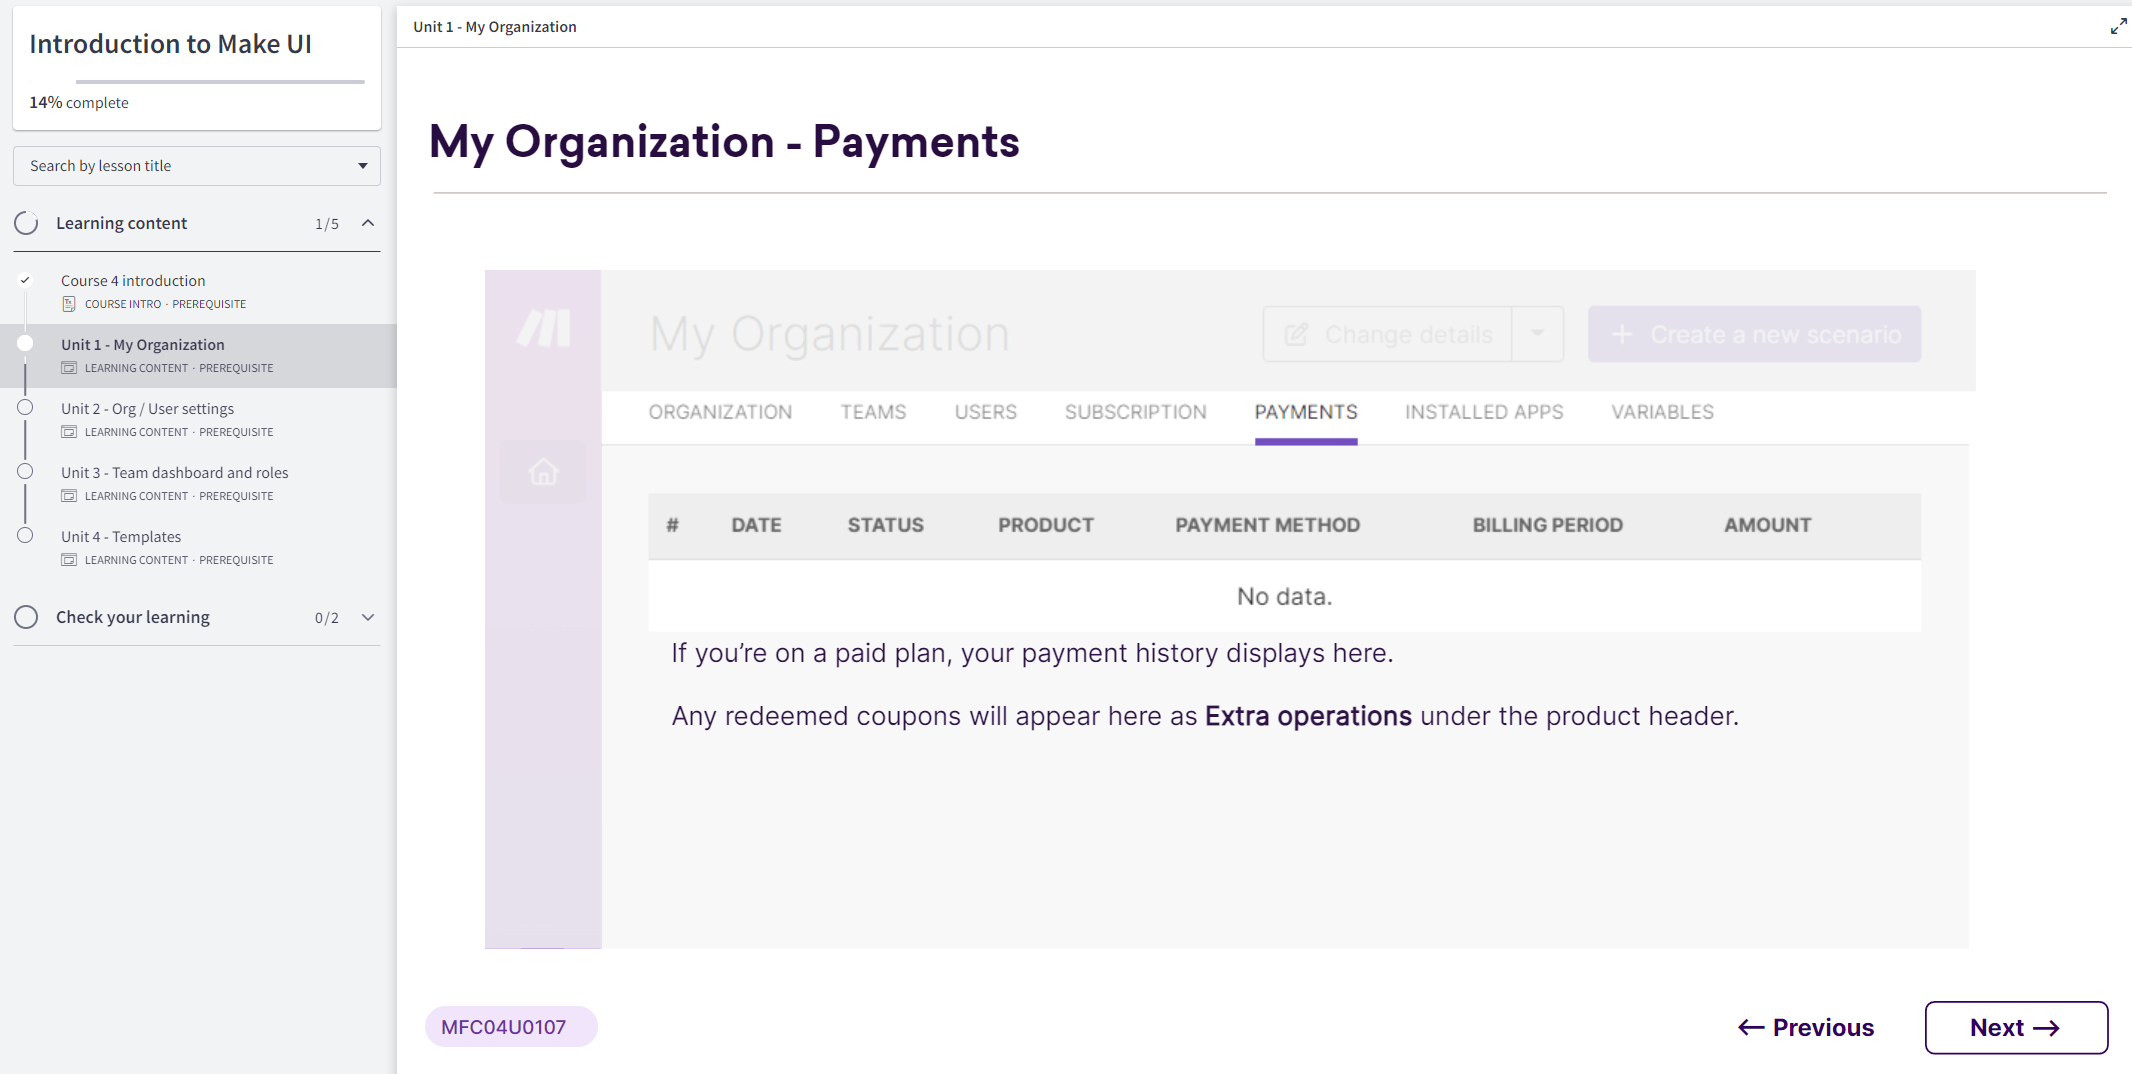 Introduction to Make UI
14% complete
Search by lesson title
Learning content 1/5
Course 4 introduction
COURSE INTRO · PREREQUISITE
Unit 1 - My Organization
LEARNING CONTENT · PREREQUISITE
Unit 2 - Org / User settings
LEARNING CONTENT · PREREQUISITE
Unit 3 - Team dashboard and roles
LEARNING CONTENT · PREREQUISITE
Unit 4 - Templates
LEARNING CONTENT · PREREQUISITE
Check your learning 0/2
Unit 1 - My Organization
My Organization - Payments
My Organization Change details + Create a new scenario
ORGANIZATION TEAMS USERS SUBSCRIPTION PAYMENTS INSTALLED APPS VARIABLES
# DATE STATUS PRODUCT PAYMENT METHOD BILLING PERIOD AMOUNT
No data.
If you’re on a paid plan, your payment history displays here.
Any redeemed coupons will appear here as Extra operations under the product header.
MFC04U0107
← Previous Next →